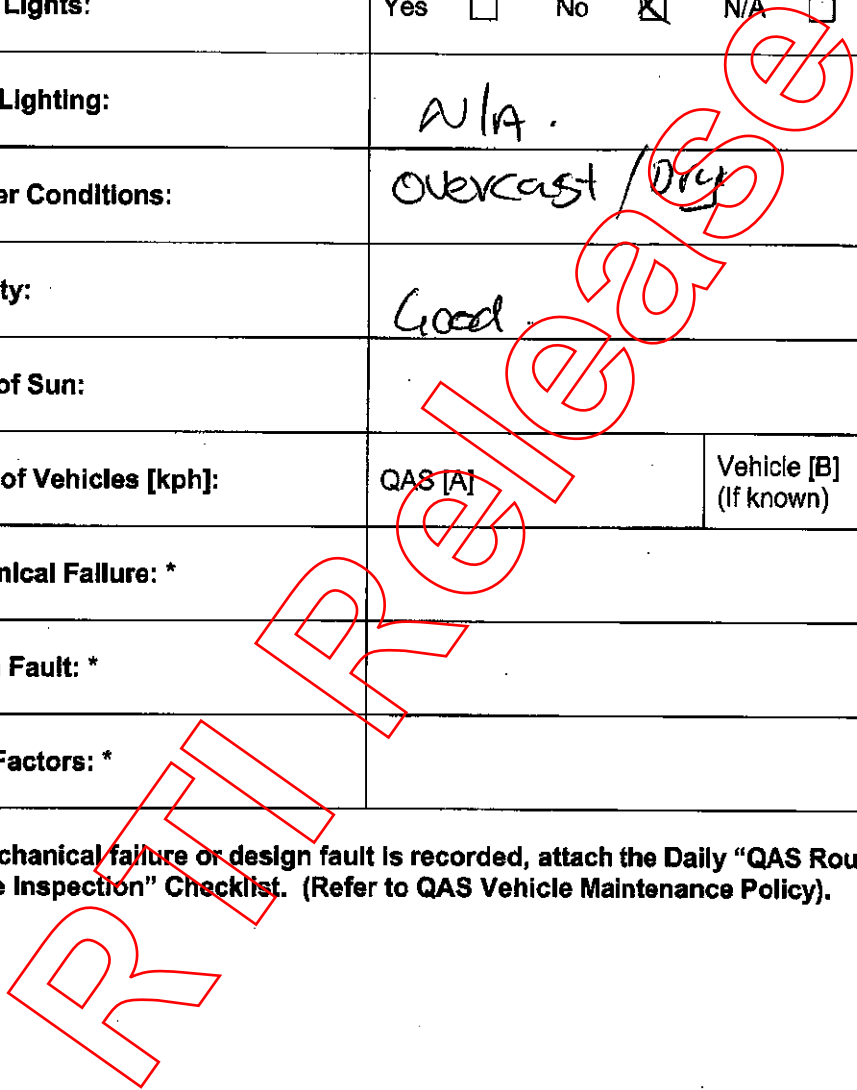 Lights: Yes ☐ No ☒ N/A ☐
Lighting: N/A.
er Conditions: Overcast / Dry
ty: Good.
of Sun:
of Vehicles [kph]: QAS [A] Vehicle [B]
(If known)
nical Failure: *
Fault: *
Factors: *
chanical failure or design fault is recorded, attach the Daily “QAS Rou
e Inspection” Checklist. (Refer to QAS Vehicle Maintenance Policy).
RTI Release